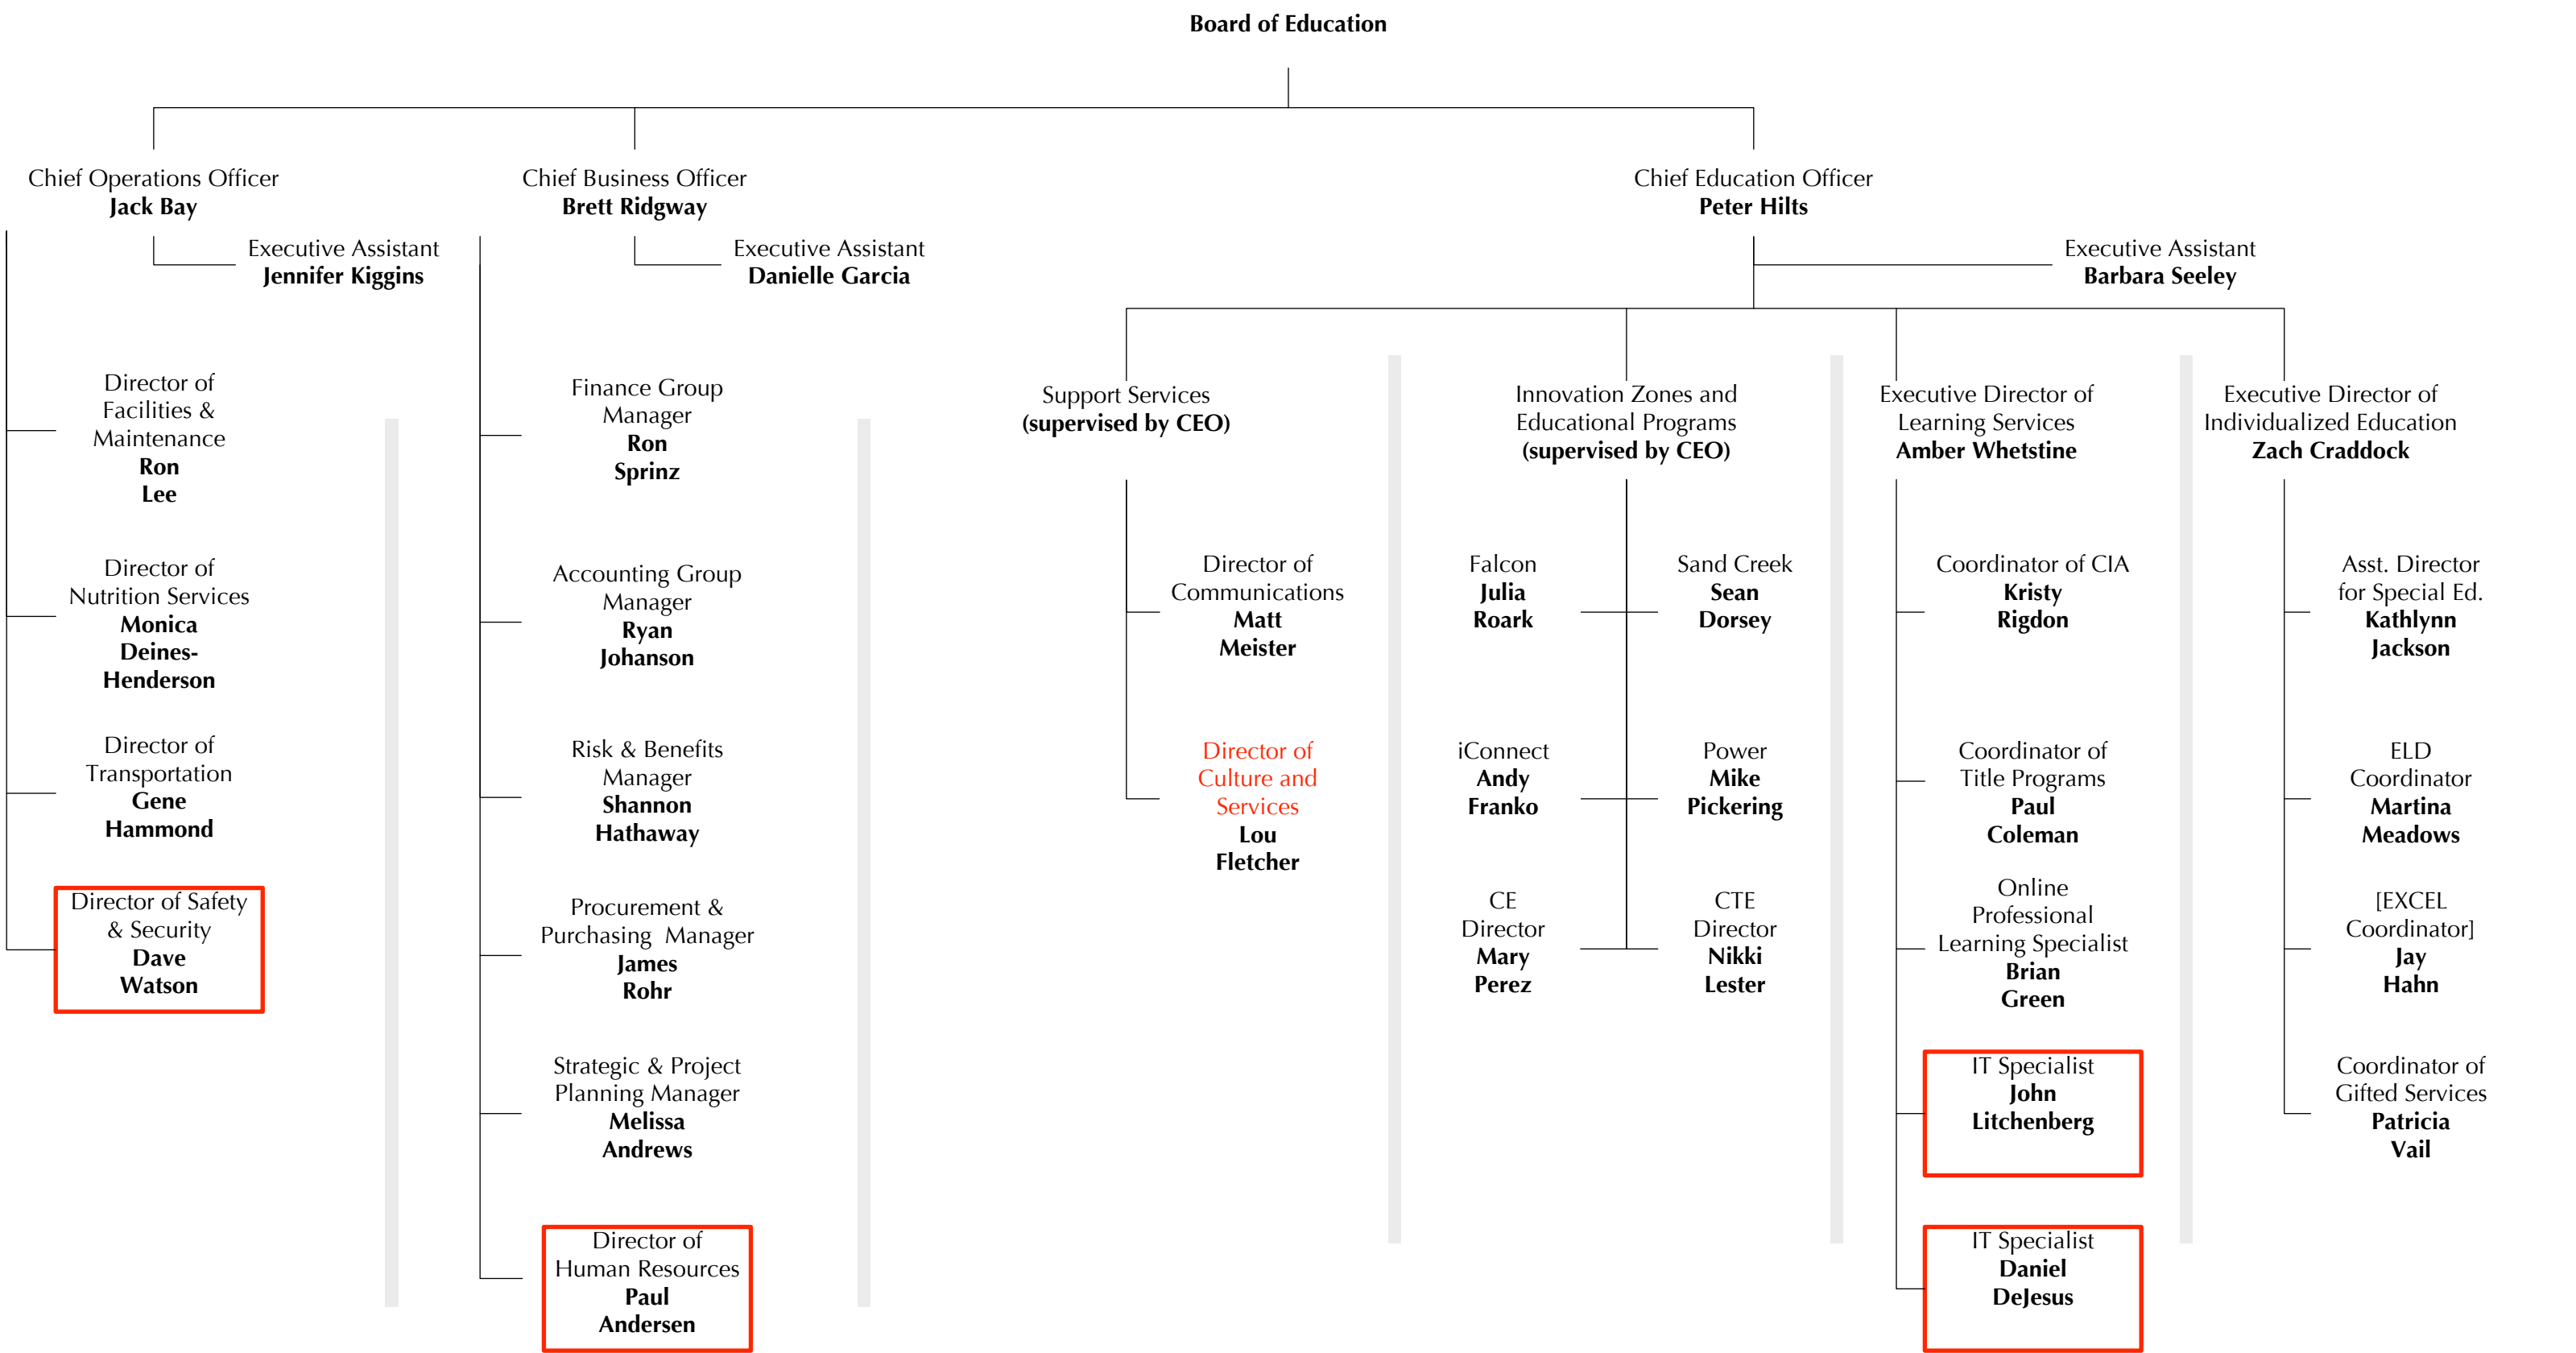 Board of Education
Chief Operations Officer
Jack Bay
Executive Assistant
Jennifer Kiggins
Director of
Facilities &
Maintenance
Ron
Lee
Director of
Nutrition Services
Monica
Deines-
Henderson
Director of
Transportation
Gene
Hammond
Director of Safety
& Security
Dave
Watson
Chief Business Officer
Brett Ridgway
Executive Assistant
Danielle Garcia
Finance Group
Manager
Ron
Sprinz
Accounting Group
Manager
Ryan
Johanson
Risk & Benefits
Manager
Shannon
Hathaway
Procurement &
Purchasing  Manager
James
Rohr
Strategic & Project
Planning Manager
Melissa
Andrews
Director of
Human Resources
Paul
Andersen
Chief Education Officer
Peter Hilts
Executive Assistant
Barbara Seeley
Support Services
(supervised by CEO)
Director of
Communications
Matt
Meister
Director of
Culture and
Services
Lou
Fletcher
Innovation Zones and
Educational Programs
(supervised by CEO)
Falcon
Julia
Roark
Sand Creek
Sean
Dorsey
iConnect
Andy
Franko
Power
Mike
Pickering
CE
Director
Mary
Perez
CTE
Director
Nikki
Lester
Executive Director of
Learning Services
Amber Whetstine
Coordinator of CIA
Kristy
Rigdon
Coordinator of
Title Programs
Paul
Coleman
Online
Professional
Learning Specialist
Brian
Green
IT Specialist
John
Litchenberg
IT Specialist
Daniel
DeJesus
Executive Director of
Individualized Education
Zach Craddock
Asst. Director
for Special Ed.
Kathlynn
Jackson
ELD
Coordinator
Martina
Meadows
[EXCEL
Coordinator]
Jay
Hahn
Coordinator of
Gifted Services
Patricia
Vail